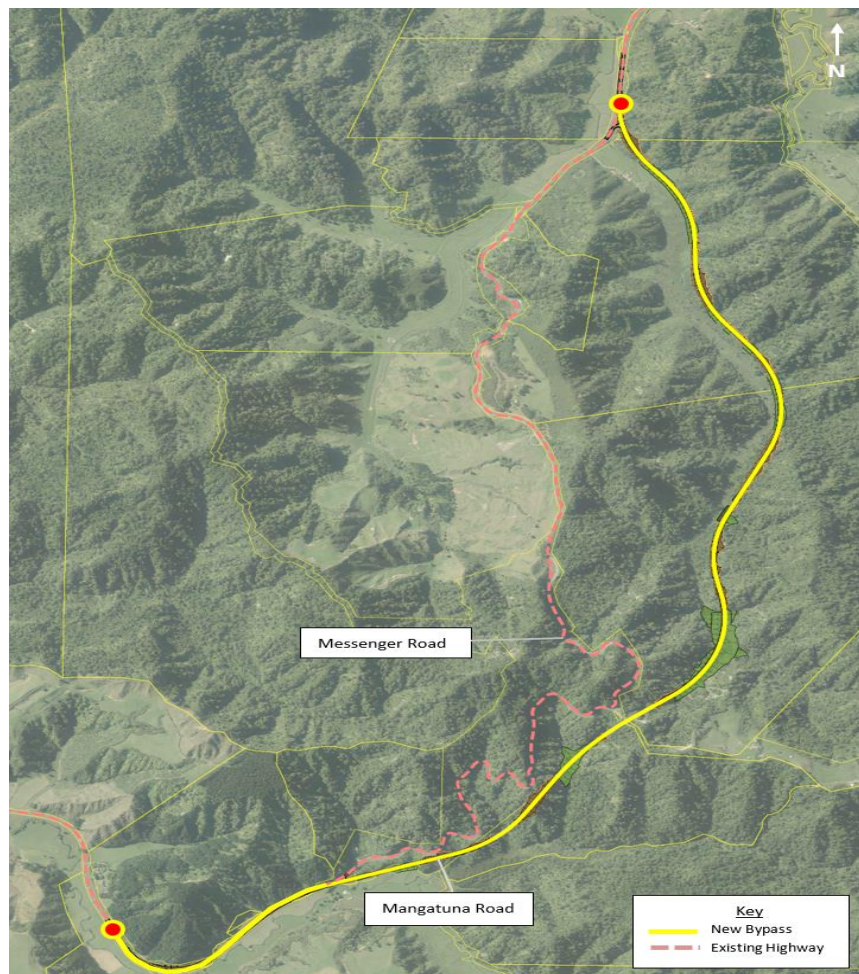 N
Messenger Road
Mangatuna Road
Key
New Bypass
Existing Highway